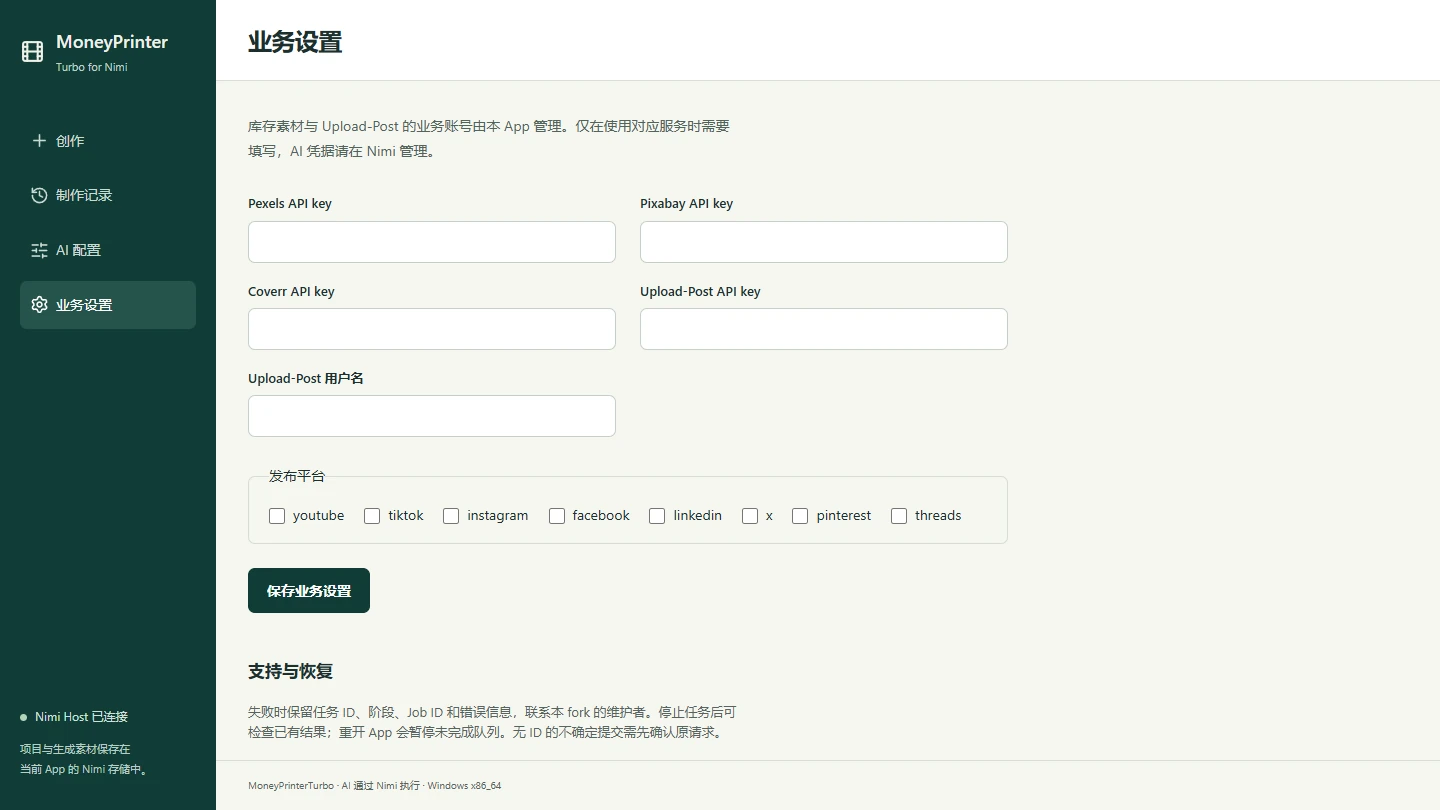 MoneyPrinter
Turbo for Nimi
创作
制作记录
AI 配置
业务设置
Nimi Host 已连接
项目与生成素材保存在
当前 App 的 Nimi 存储中。
业务设置
库存素材与 Upload-Post 的业务账号由本 App 管理。仅在使用对应服务时需要
填写，AI 凭据请在 Nimi 管理。
Pexels API key
Pixabay API key
Coverr API key
Upload-Post API key
Upload-Post 用户名
发布平台
youtube tiktok instagram facebook linkedin x pinterest threads
保存业务设置
支持与恢复
失败时保留任务 ID、阶段、Job ID 和错误信息，联系本 fork 的维护者。停止任务后可
检查已有结果；重开 App 会暂停未完成队列。无 ID 的不确定提交需先确认原请求。
MoneyPrinterTurbo · AI 通过 Nimi 执行 · Windows x86_64